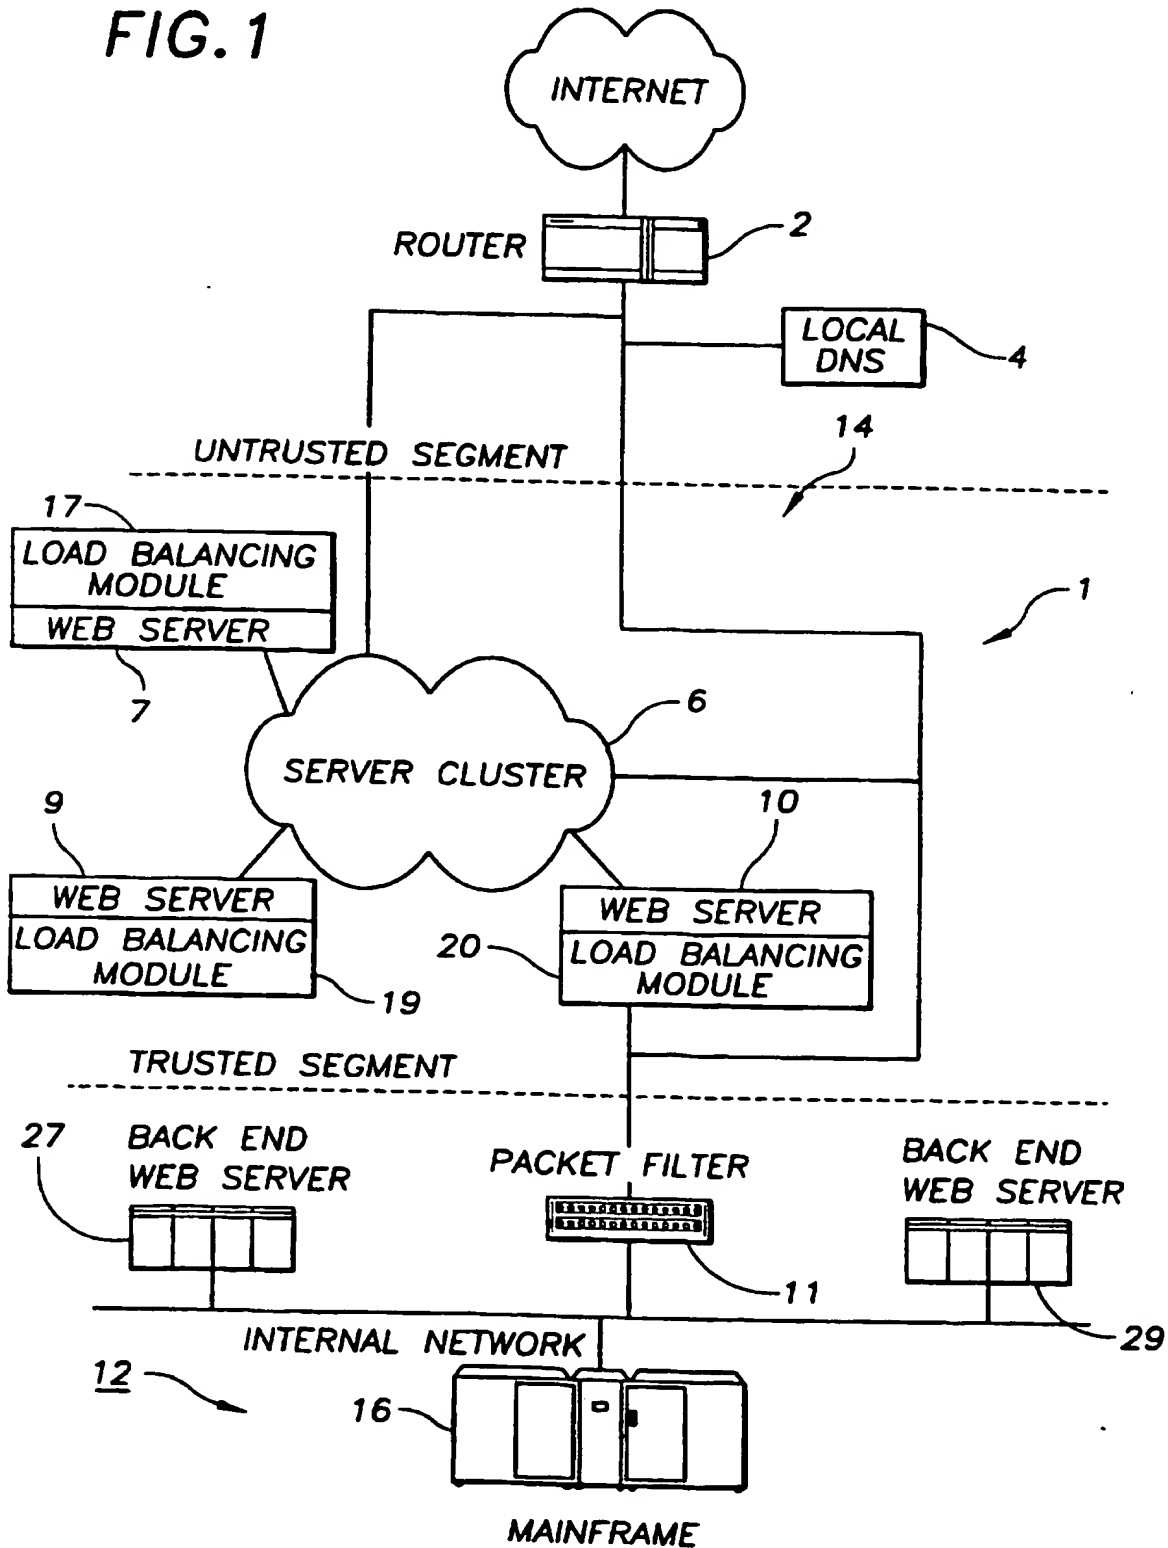 FIG. 1
INTERNET
ROUTER
2
LOCAL
DNS
4
14
UNTRUSTED SEGMENT
17
LOAD BALANCING
MODULE
WEB SERVER
7
1
6
SERVER CLUSTER
9
10
WEB SERVER
LOAD BALANCING
MODULE
19
WEB SERVER
20
LOAD BALANCING
MODULE
TRUSTED SEGMENT
27
BACK END
WEB SERVER
PACKET FILTER
BACK END
WEB SERVER
11
29
INTERNAL NETWORK
12
16
MAINFRAME